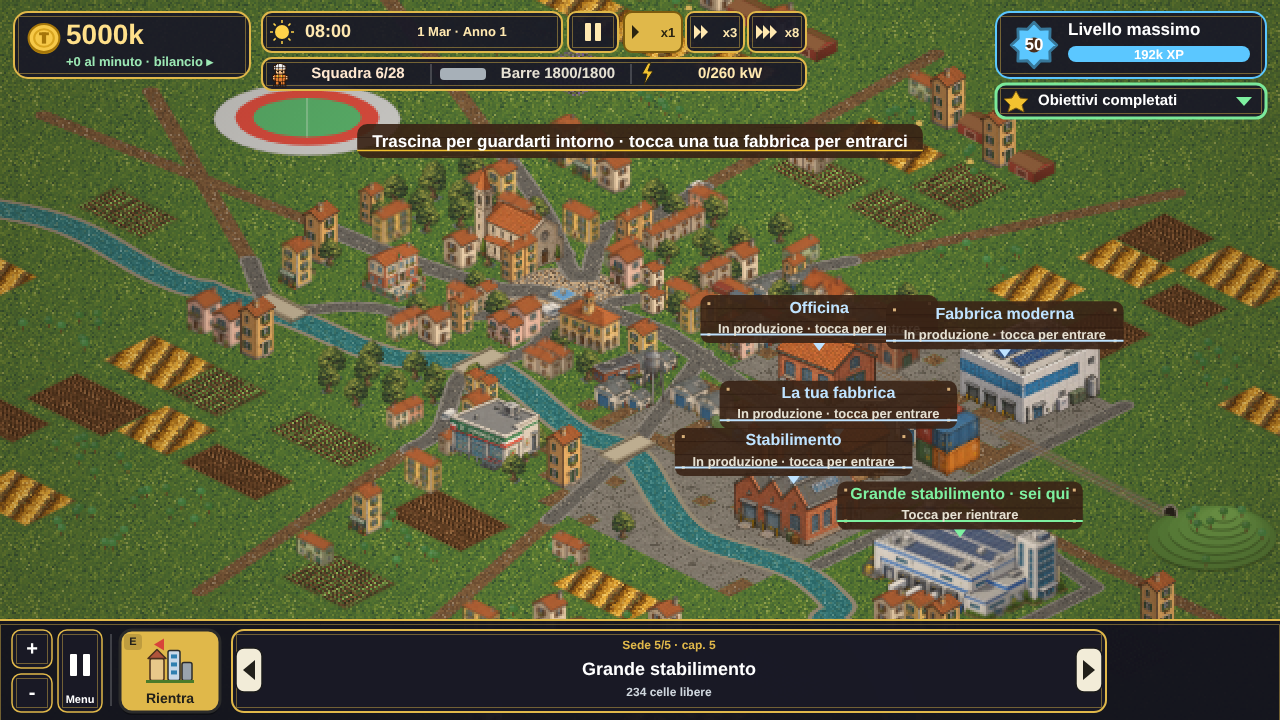 5000k
+0 al minuto · bilancio ▸
08:00
1 Mar · Anno 1
x1
x3
x8
Squadra 6/28
Barre 1800/1800
0/260 kW
50
Livello massimo
192k XP
Obiettivi completati
Trascina per guardarti intorno · tocca una tua fabbrica per entrarci
Officina
In produzione · tocca per
Fabbrica moderna
In produzione · tocca per entrare
La tua fabbrica
In produzione · tocca per entrare
Stabilimento
In produzione · tocca per entrare
Grande stabilimento · sei qui
Tocca per rientrare
+
-
Menu
E
Rientra
Sede 5/5 · cap. 5
Grande stabilimento
234 celle libere